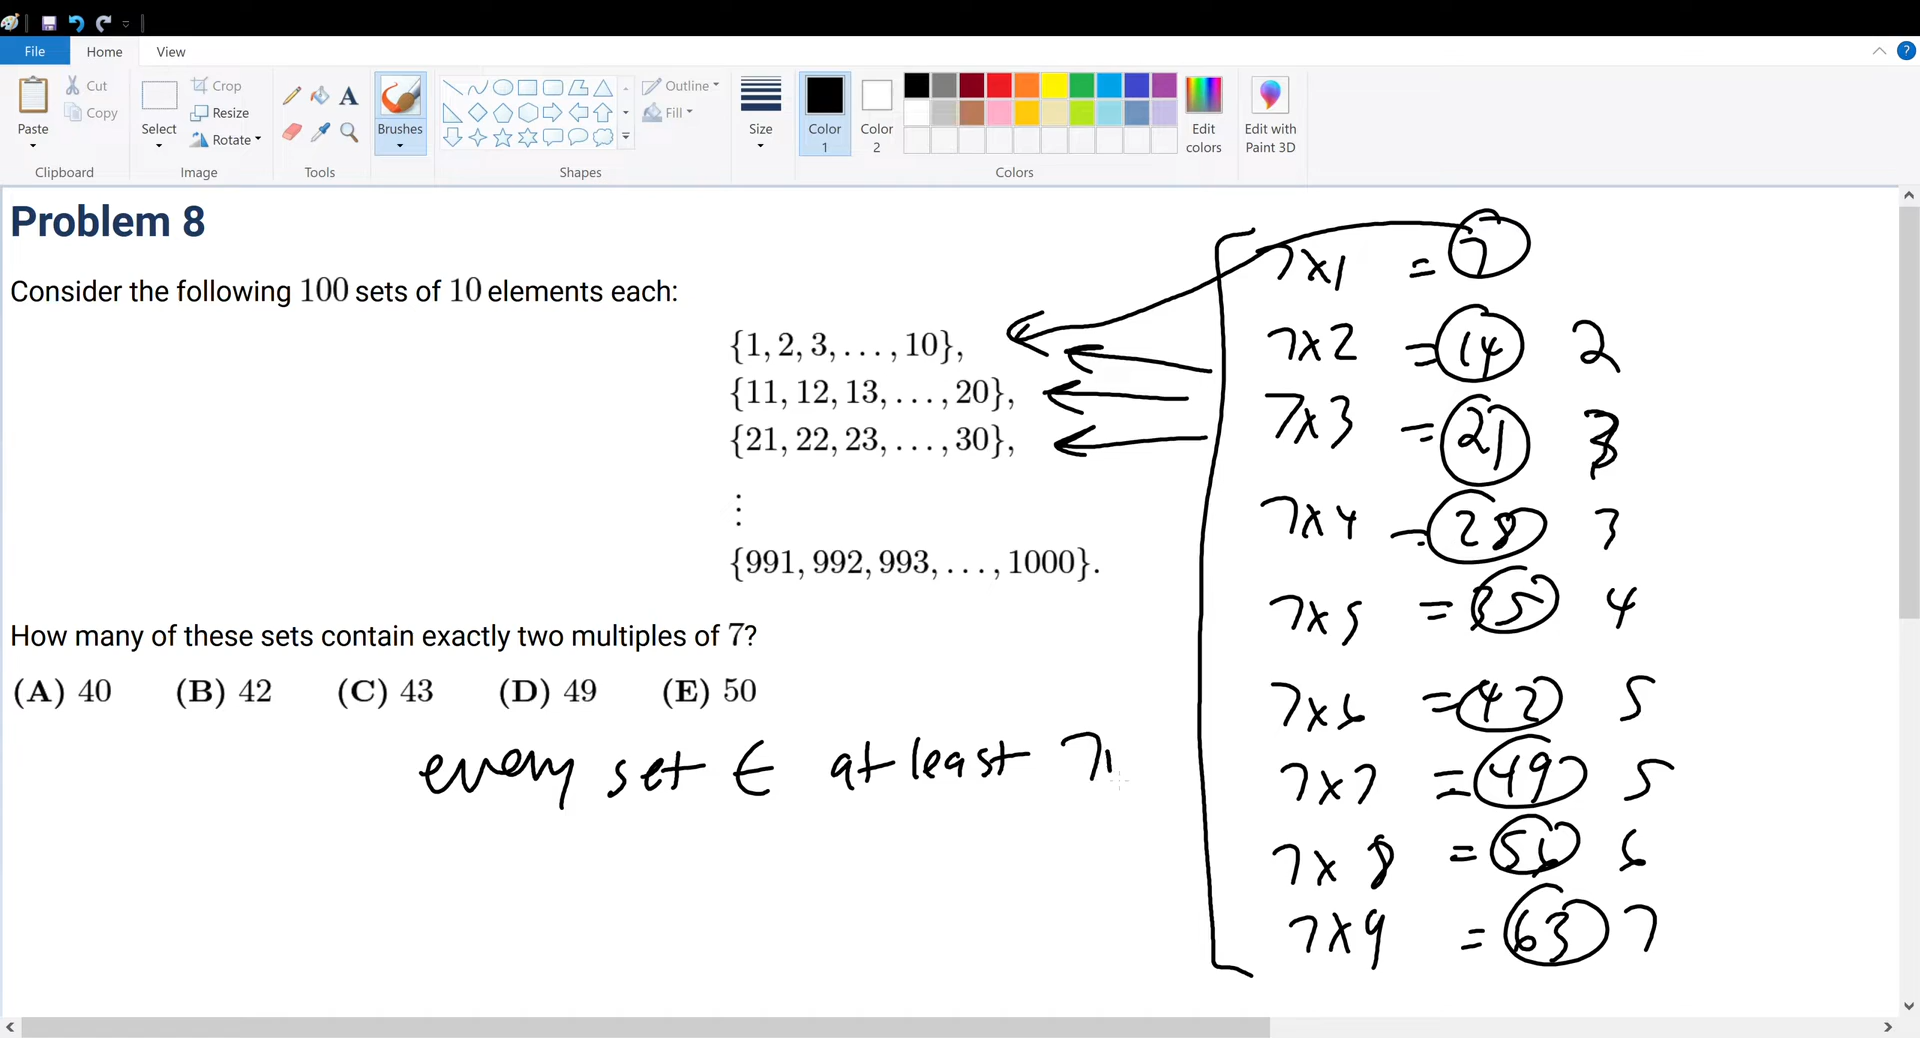 File Home View
Paste Cut Copy Clipboard
Select Crop Resize Rotate Image
Tools
Brushes
Shapes
Outline Fill
Size
Color 1
Color 2
Edit colors
Edit with Paint 3D
Colors
Problem 8
Consider the following 100 sets of 10 elements each:
{1, 2, 3, . . . , 10},
{11, 12, 13, . . . , 20},
{21, 22, 23, . . . , 30},
⋮
{991, 992, 993, . . . , 1000}.
How many of these sets contain exactly two multiples of 7?
(A) 40 (B) 42 (C) 43 (D) 49 (E) 50
every set ∈ at least 7
7x1 = 7
7x2 = 14 2
7x3 = 21 3
7x4 = 28 3
7x5 = 35 4
7x6 = 42 5
7x7 = 49 5
7x8 = 56 6
7x9 = 63 7